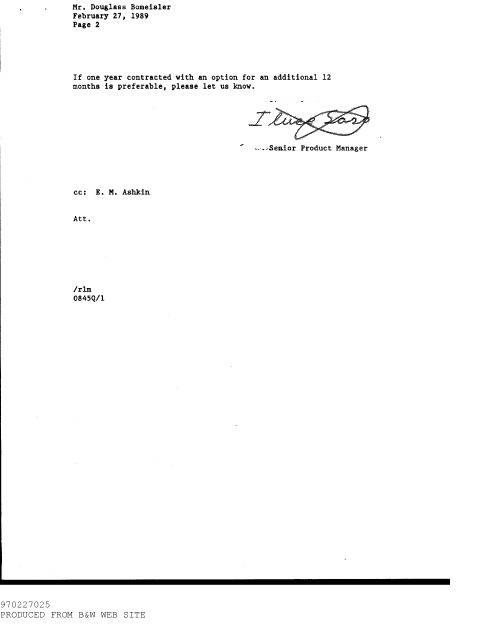 Mr. Douglass Bomeisler
February 27, 1989
Page 2
If one year contracted with an option for an additional 12
months is preferable, please let us know.
Senior Product Manager
cc: E. M. Ashkin
Att.
/rlm
0845Q/1
970227025
PRODUCED FROM B&W WEB SITE